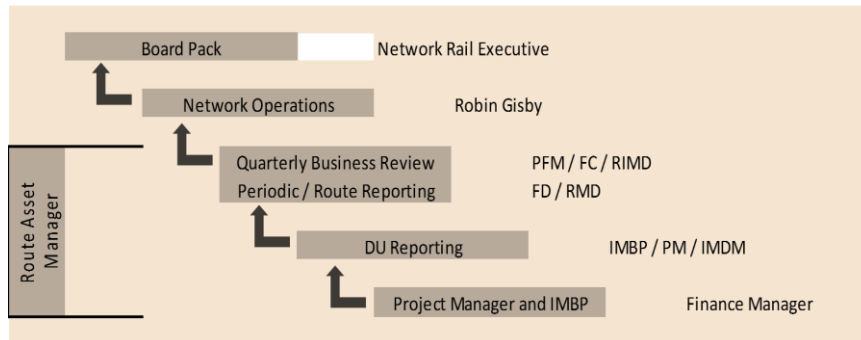 Board Pack Network Rail Executive
Network Operations Robin Gisby
Quarterly Business Review PFM / FC / RIMD
Periodic / Route Reporting FD / RMD
Route Asset
Manager
DU Reporting IMBP / PM / IMDM
Project Manager and IMBP Finance Manager